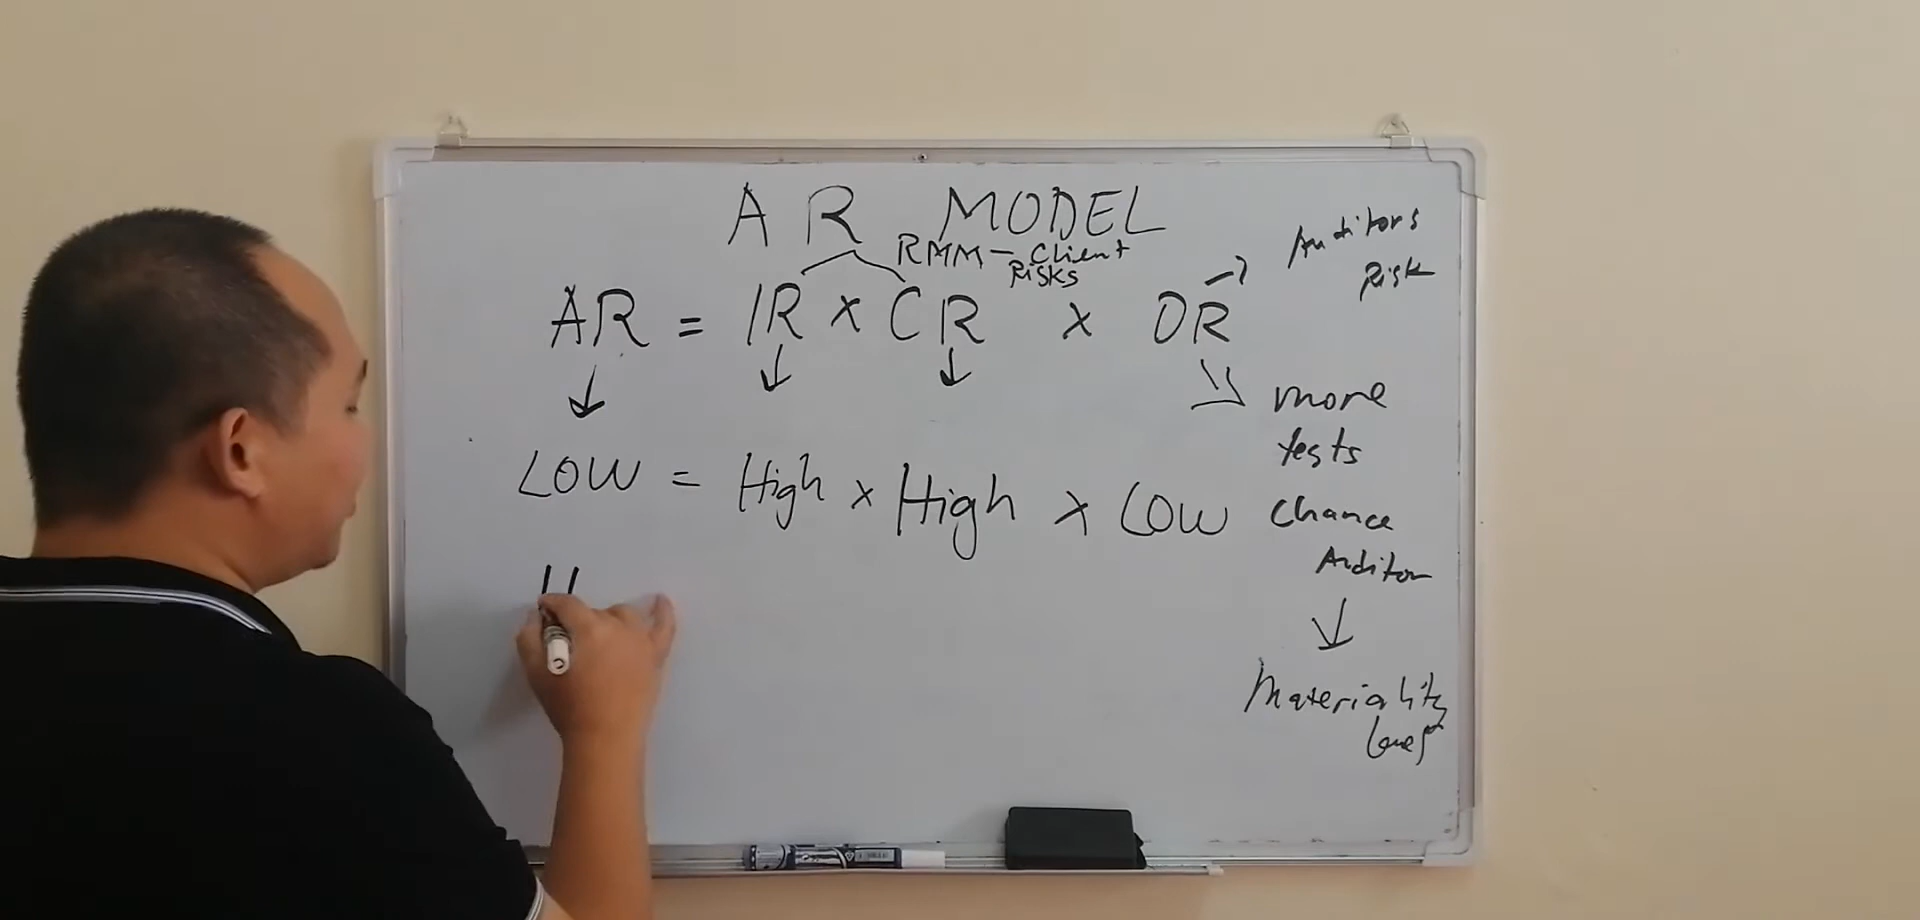 AR MODEL
RMM - Client
Risks
Auditors
Risk
AR = IR x CR x DR
LOW = High x High x LOW
more
tests
Chance
Auditor
Materiality
level
H